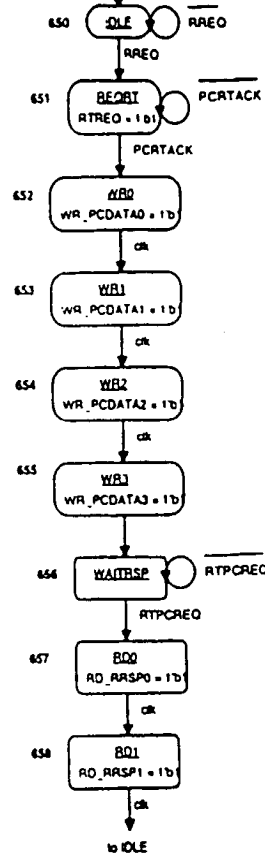 650 IDLE RREQ
RREQ
651 REQRT PCRTACK
RTREQ = 1'b1
PCRTACK
652 WR0
WR_PCDATA0 = 1'b1
clk
653 WR1
WR_PCDATA1 = 1'b1
clk
654 WR2
WR_PCDATA2 = 1'b1
clk
655 WR3
WR_PCDATA3 = 1'b1
656 WAITRSP RTPCREQ
RTPCREQ
657 RD0
RD_RRSP0 = 1'b1
clk
658 RD1
RD_RRSP1 = 1'b1
clk
to IDLE